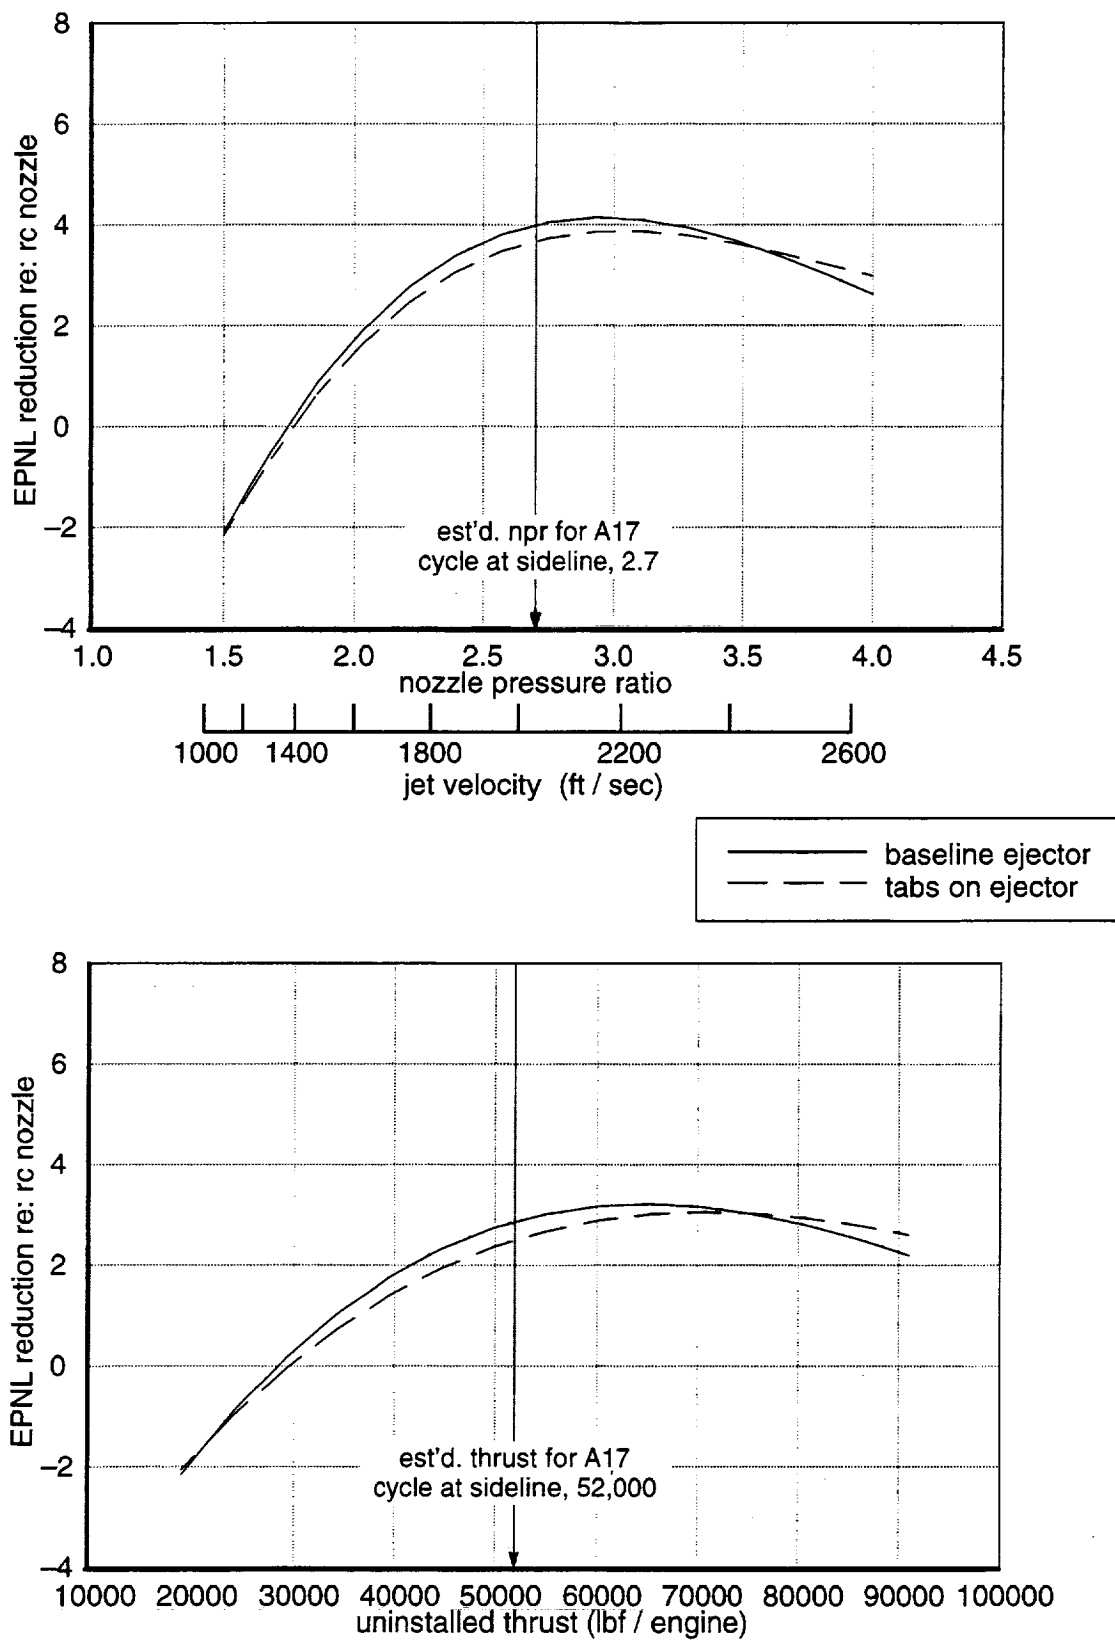 8
6
4
2
0
−2
−4
EPNL reduction re: rc nozzle
est'd. npr for A17
cycle at sideline, 2.7
1.0 1.5 2.0 2.5 3.0 3.5 4.0 4.5
nozzle pressure ratio
1000 1400 1800 2200 2600
jet velocity (ft / sec)
baseline ejector
tabs on ejector
8
6
4
2
0
−2
−4
EPNL reduction re: rc nozzle
est'd. thrust for A17
cycle at sideline, 52,000
10000 20000 30000 40000 50000 60000 70000 80000 90000 100000
uninstalled thrust (lbf / engine)